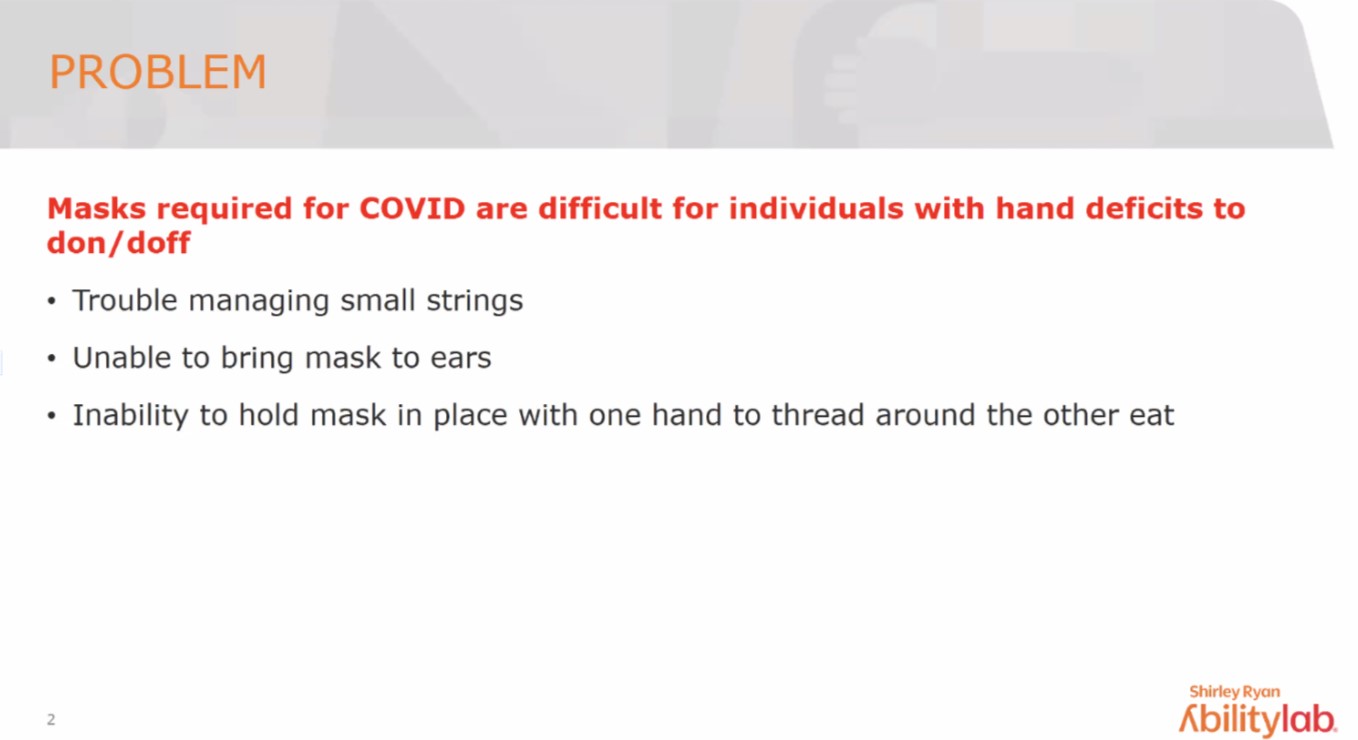 PROBLEM
Masks required for COVID are difficult for individuals with hand deficits to
don/doff
• Trouble managing small strings
• Unable to bring mask to ears
• Inability to hold mask in place with one hand to thread around the other eat
2
Shirley Ryan
Abilitylab.